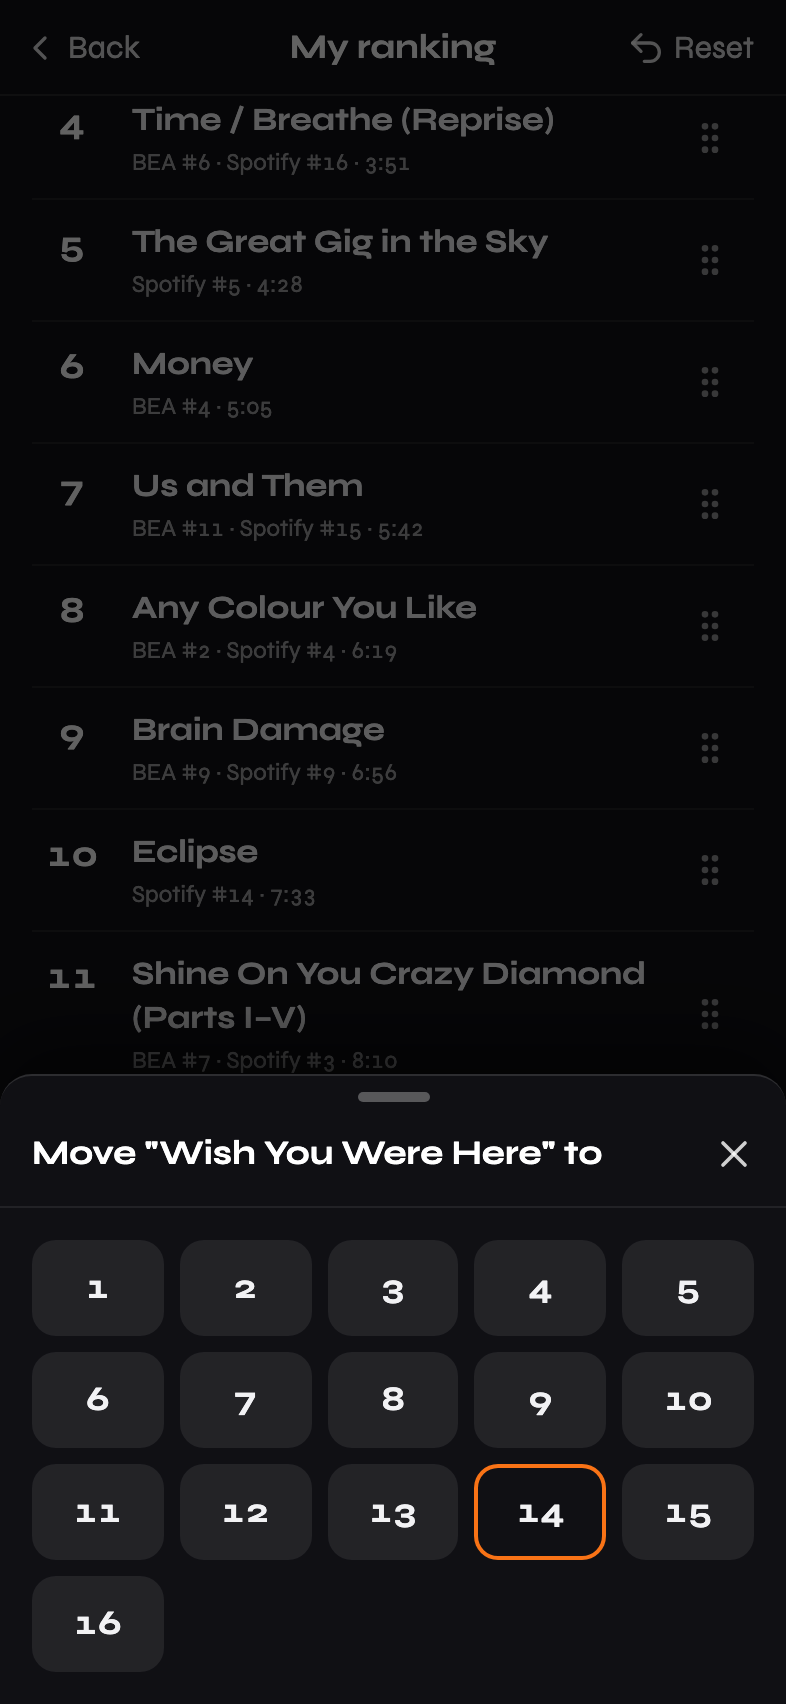 Back
My ranking
Reset
4
Time / Breathe (Reprise)
BEA #6 · Spotify #16 · 3:51
5
The Great Gig in the Sky
Spotify #5 · 4:28
6
Money
BEA #4 · 5:05
7
Us and Them
BEA #11 · Spotify #15 · 5:42
8
Any Colour You Like
BEA #2 · Spotify #4 · 6:19
9
Brain Damage
BEA #9 · Spotify #9 · 6:56
10
Eclipse
Spotify #14 · 7:33
11
Shine On You Crazy Diamond
(Parts I–V)
BEA #7 · Spotify #3 · 8:10
Move "Wish You Were Here" to
1 2 3 4 5
6 7 8 9 10
11 12 13 14 15
16